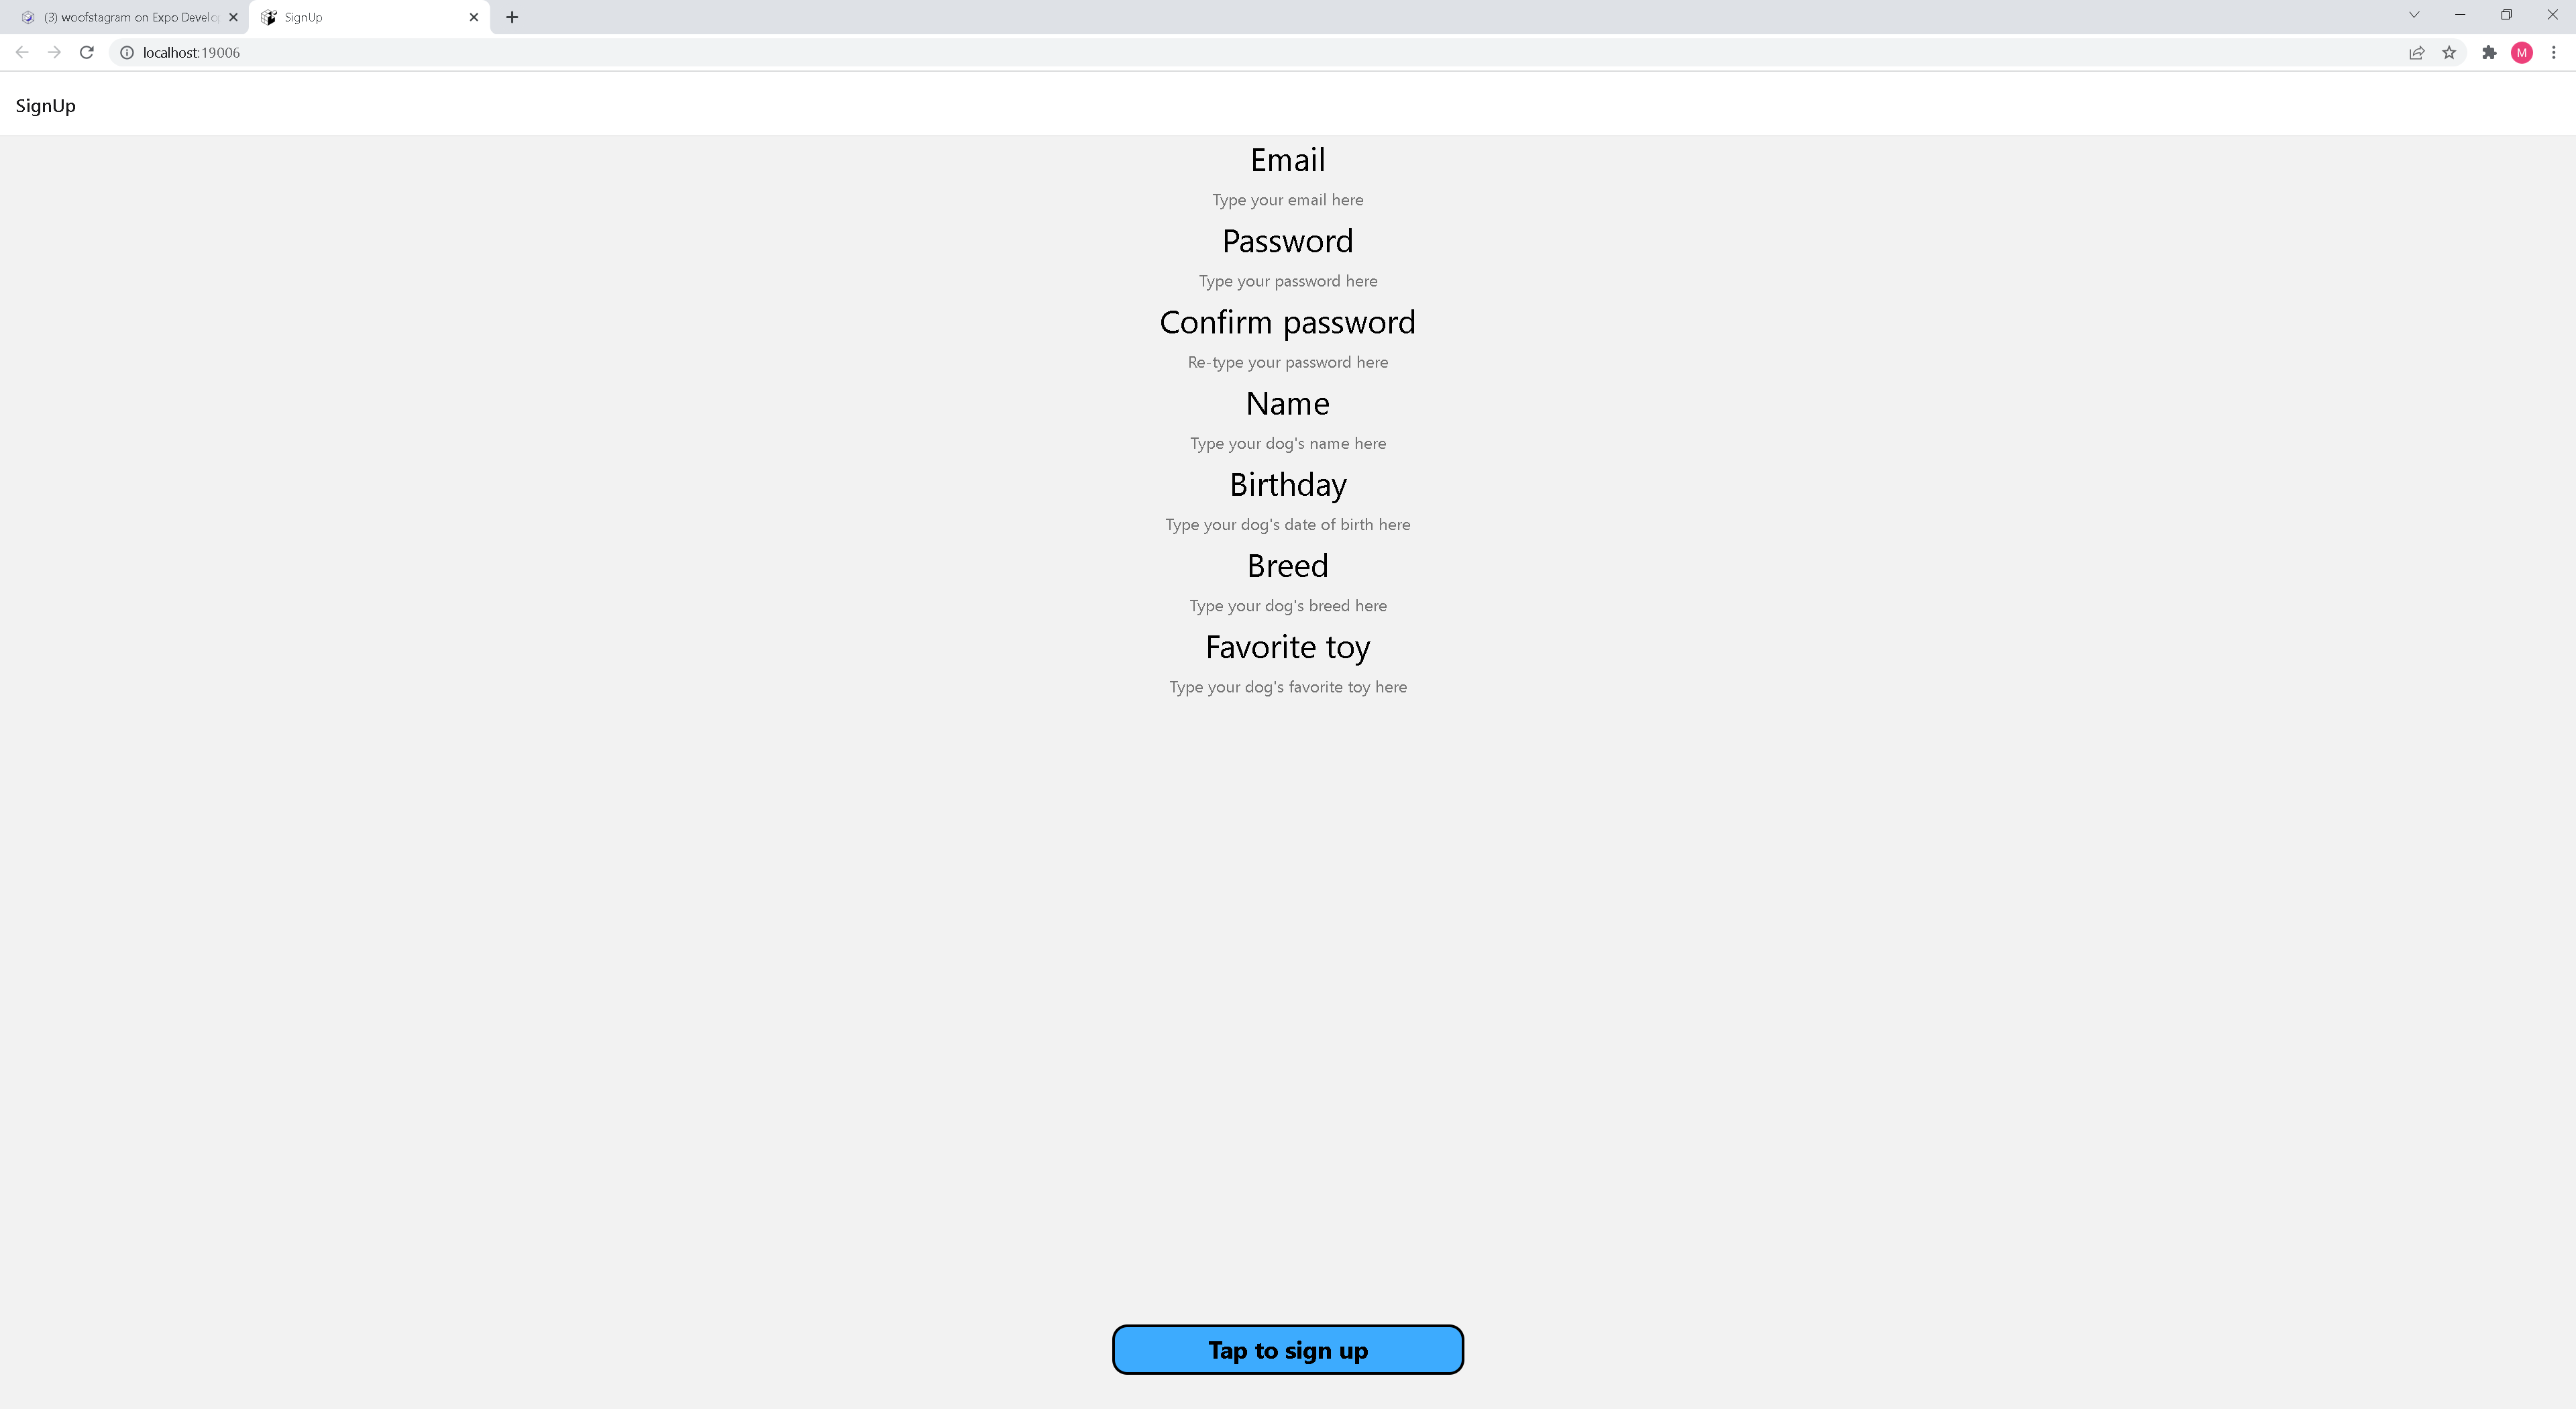 (3) woofstagram on Expo Develo
SignUp
localhost:19006
M
SignUp
Email
Type your email here
Password
Type your password here
Confirm password
Re-type your password here
Name
Type your dog's name here
Birthday
Type your dog's date of birth here
Breed
Type your dog's breed here
Favorite toy
Type your dog's favorite toy here
Tap to sign up